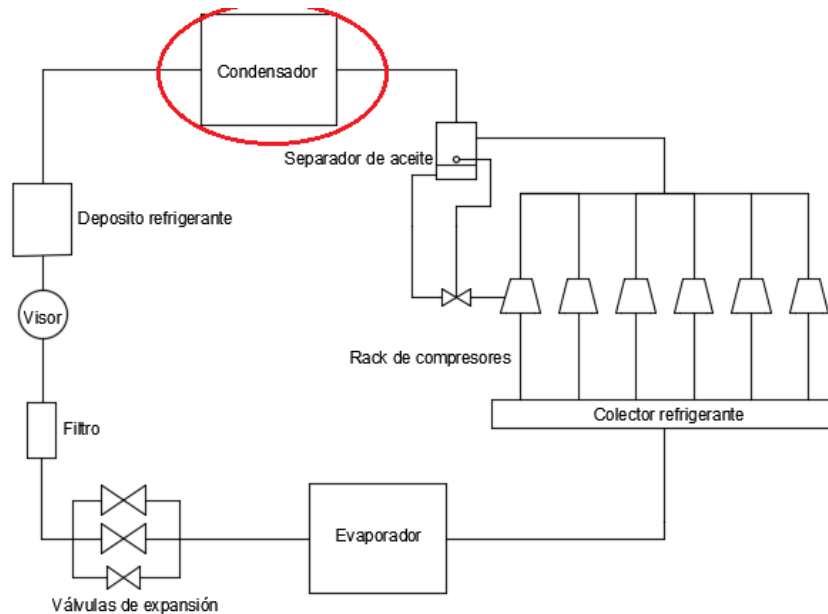 Condensador
Separador de aceite
Deposito refrigerante
Visor
Rack de compresores
Colector refrigerante
Filtro
Evaporador
Válvulas de expansión